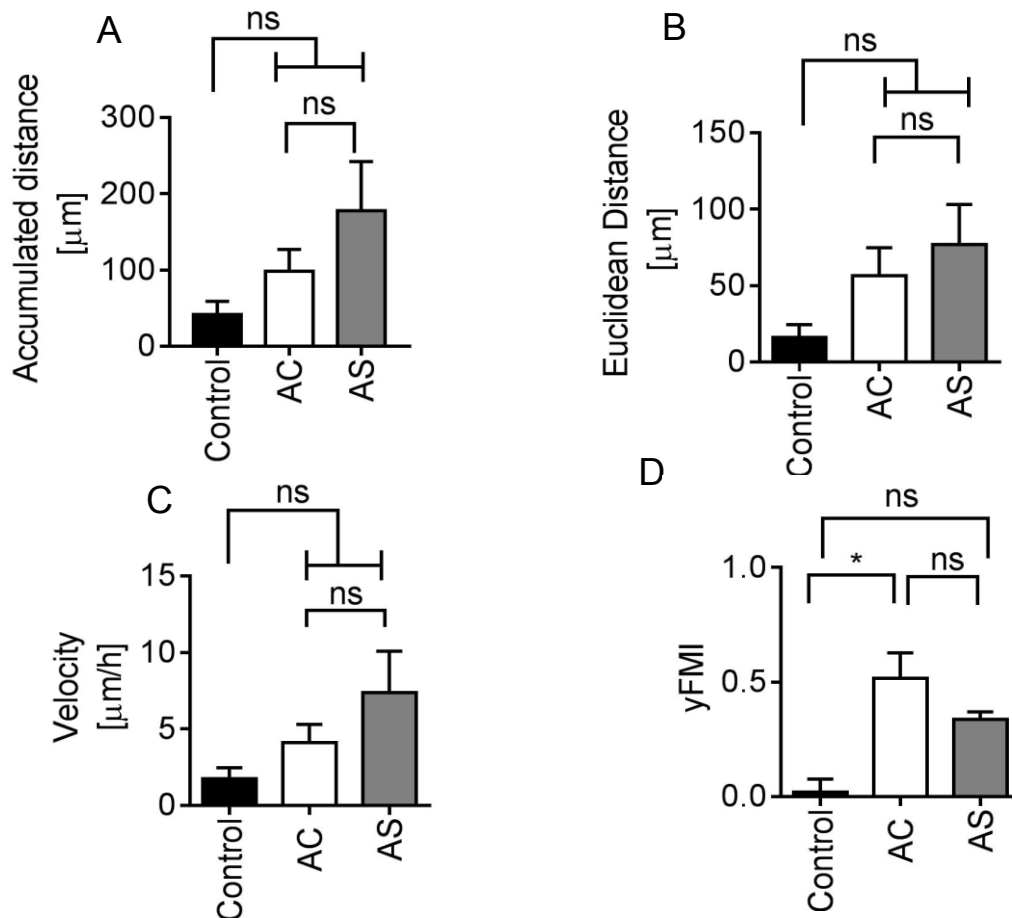 A
ns
ns
Accumulated distance
[μm]
300
200
100
0
Control
AC
AS
B
ns
ns
Euclidean Distance
[μm]
150
100
50
0
Control
AC
AS
C
ns
ns
Velocity
[μm/h]
15
10
5
0
Control
AC
AS
D
ns
*
ns
yFMII
1.0
0.5
0.0
Control
AC
AS